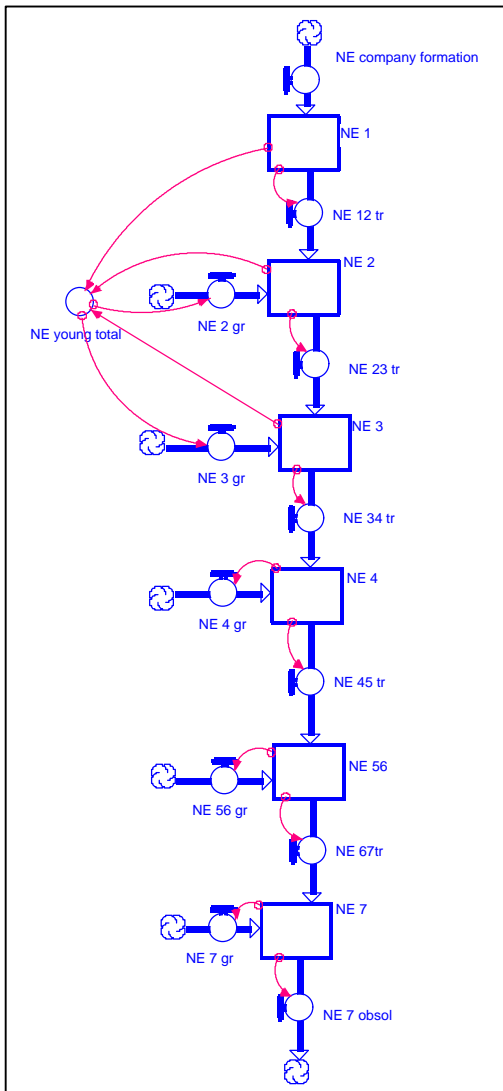 NE company formation
NE 1
NE 12 tr
NE 2
NE 2 gr
NE young total
NE 23 tr
NE 3
NE 3 gr
NE 34 tr
NE 4
NE 4 gr
NE 45 tr
NE 56
NE 56 gr
NE 67tr
NE 7
NE 7 gr
NE 7 obsol